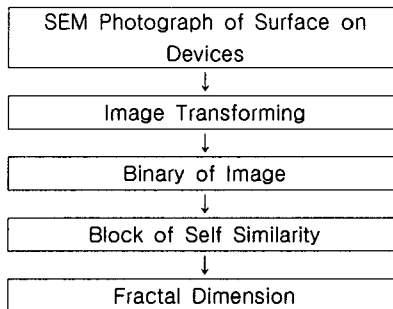 SEM Photograph of Surface on
Devices
Image Transforming
Binary of Image
Block of Self Similarity
Fractal Dimension